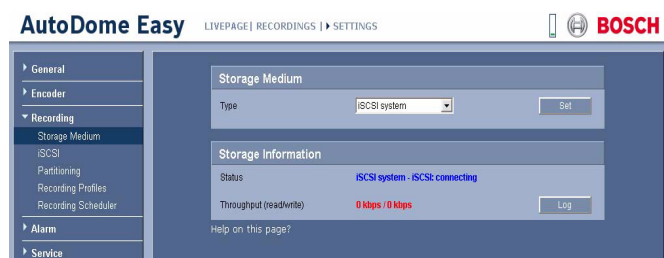 AutoDome Easy
LIVEPAGE| RECORDINGS | SETTINGS
BOSCH
General
Encoder
Recording
Storage Medium
iSCSI
Partitioning
Recording Profiles
Recording Scheduler
Alarm
Service
Storage Medium
Type
iSCSI system
Set
Storage Information
Status
iSCSI system - iSCSI: connecting
Throughput (read/write)
0 kbps / 0 kbps
Log
Help on this page?